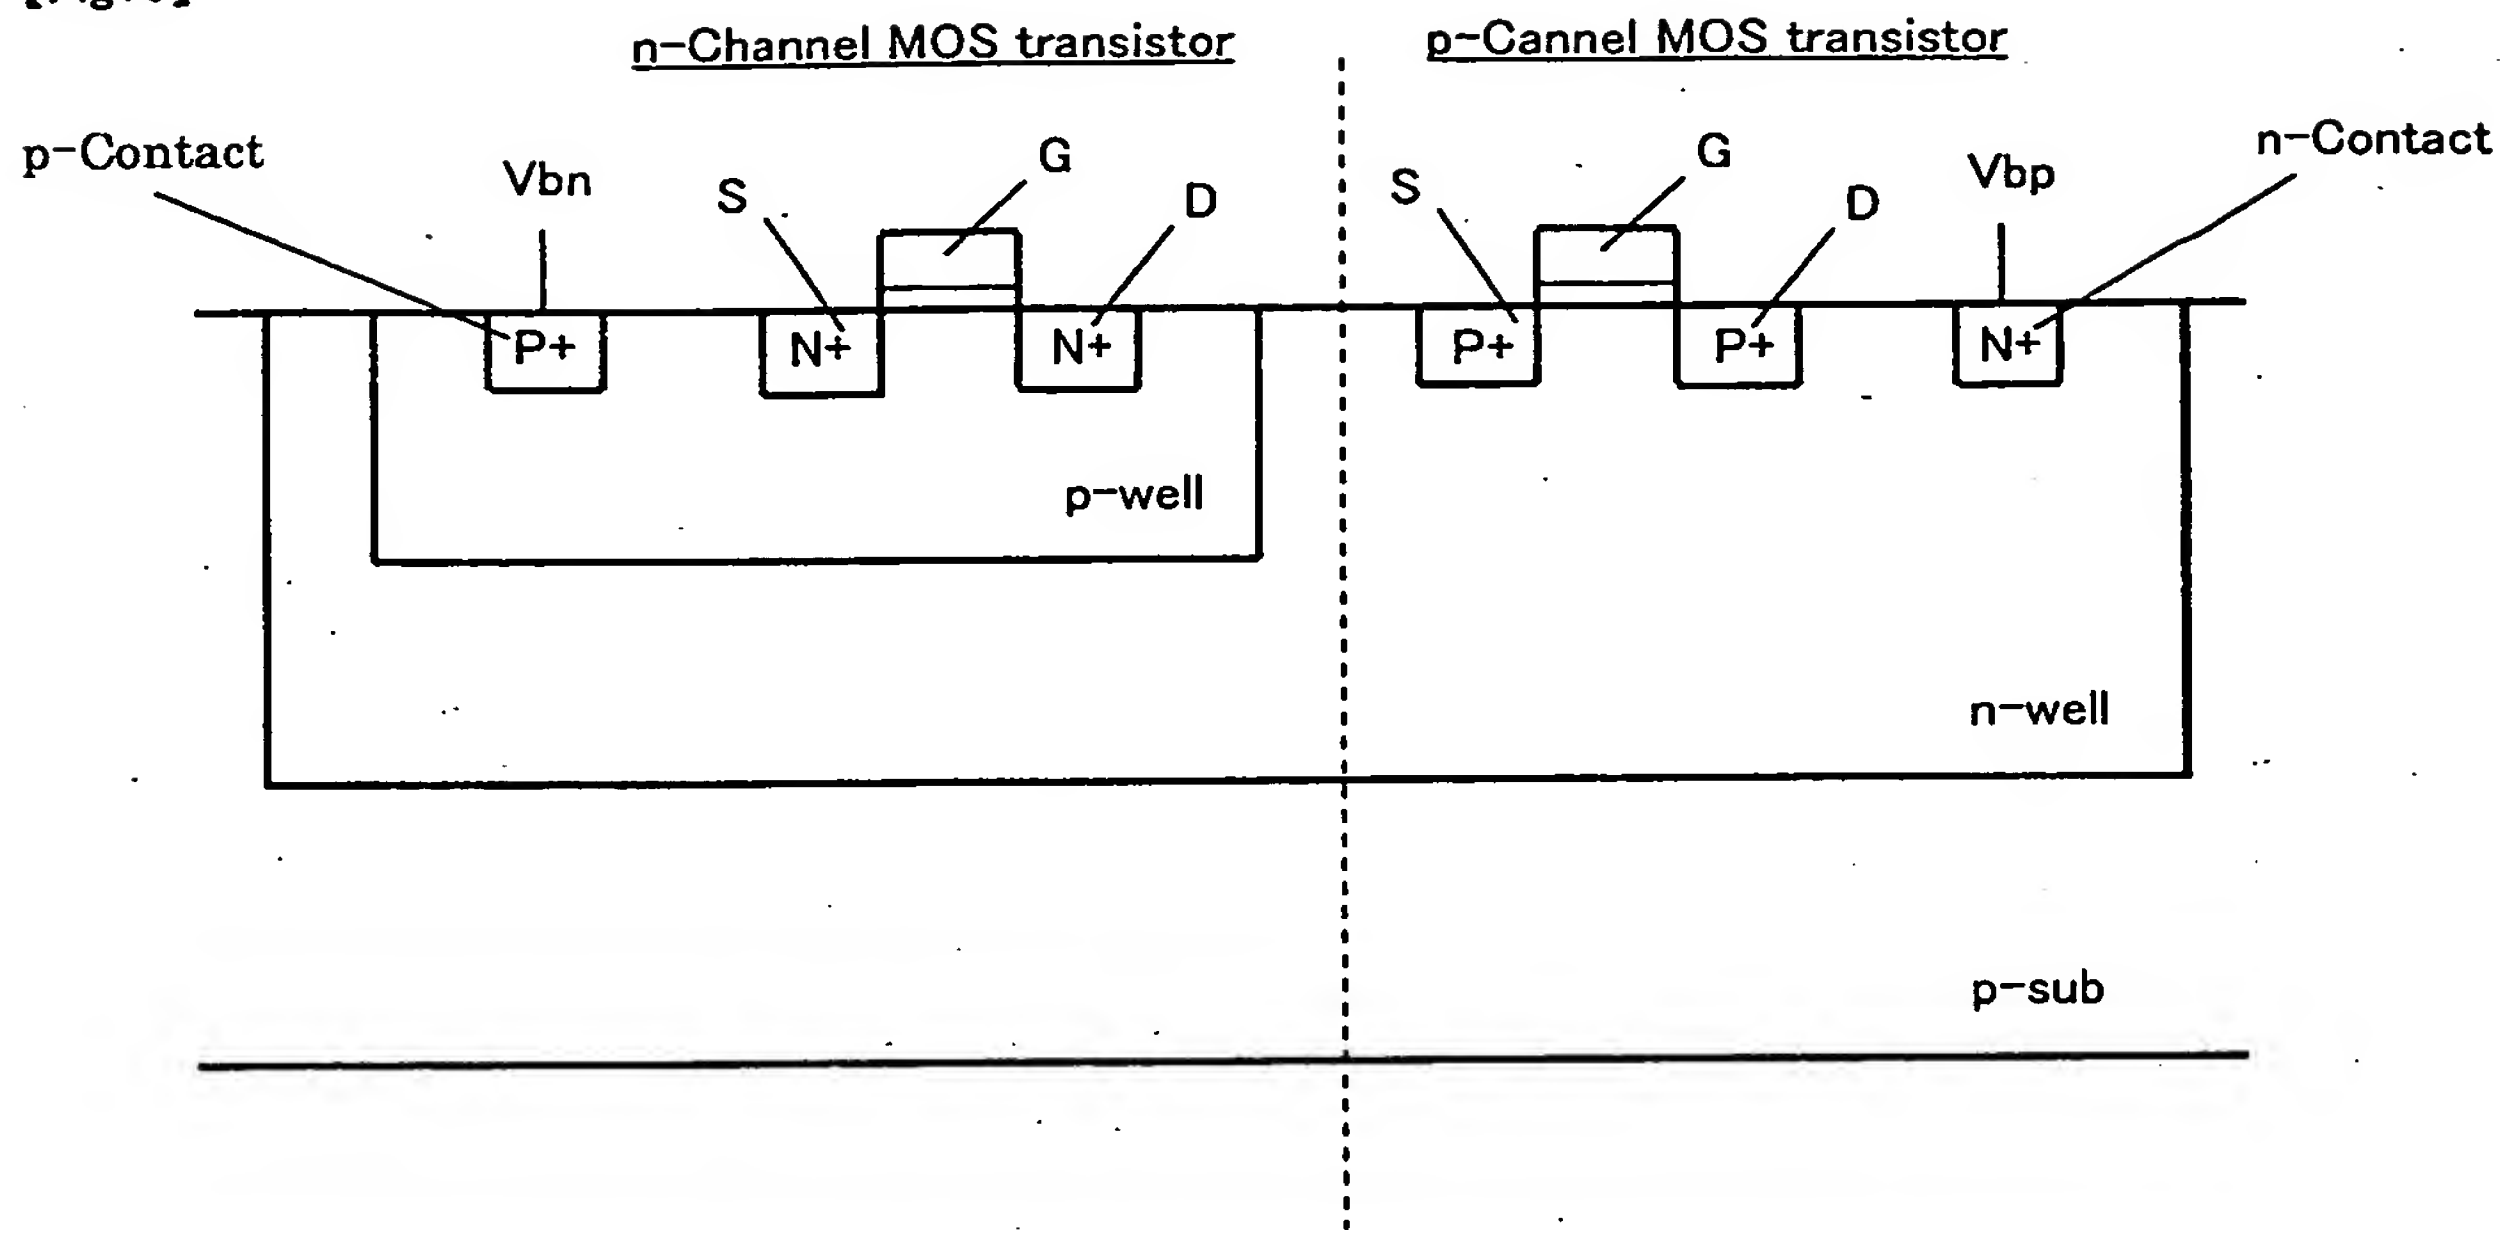 n-Channel MOS transistor
p-Cannel MOS transistor
p-Contact
Vbn
S
G
D
S
G
D
Vbp
n-Contact
P+
N+
N+
P+
P+
N+
p-well
n-well
p-sub